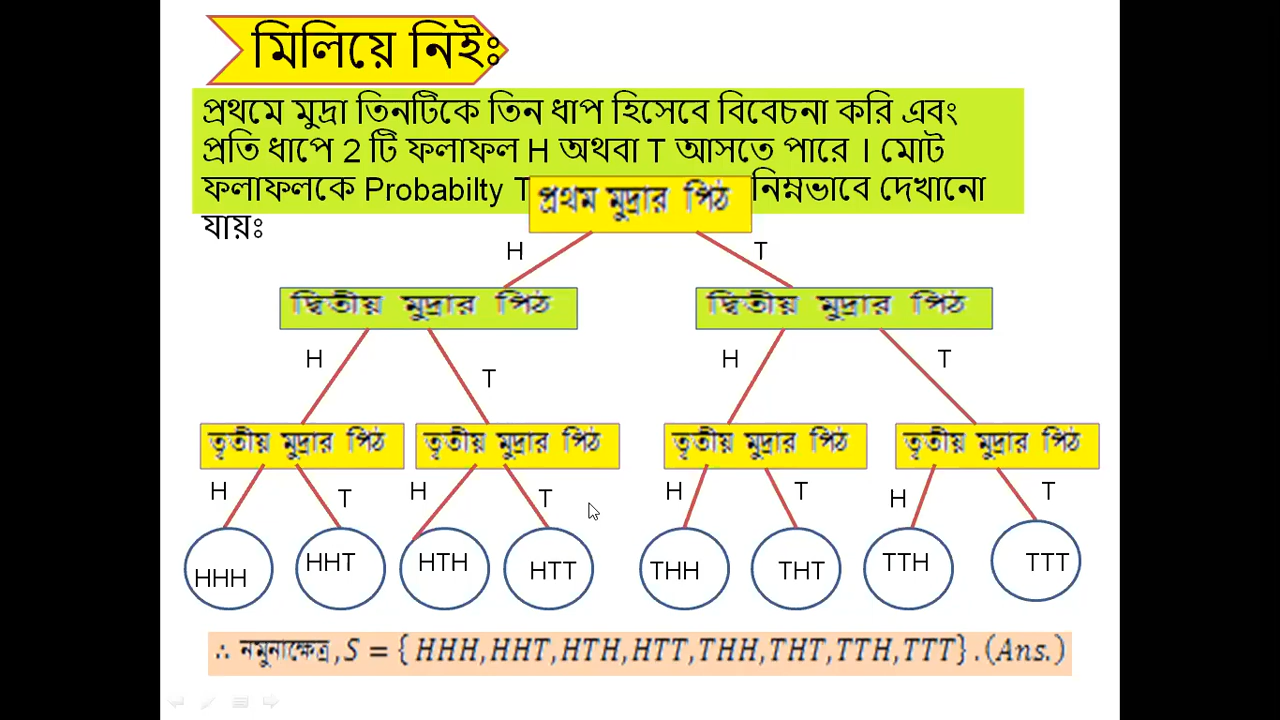 মিলিয়ে নিইঃ
প্রথমে মুদ্রা তিনটিকে তিন ধাপ হিসেবে বিবেচনা করি এবং
প্রতি ধাপে 2 টি ফলাফল H অথবা T আসতে পারে । মোট
ফলাফলকে Probabilty T নিম্নভাবে দেখানো
যায়ঃ
প্রথম মুদ্রার পিঠ
H T
দ্বিতীয় মুদ্রার পিঠ দ্বিতীয় মুদ্রার পিঠ
H T H T
তৃতীয় মুদ্রার পিঠ তৃতীয় মুদ্রার পিঠ তৃতীয় মুদ্রার পিঠ তৃতীয় মুদ্রার পিঠ
H T H T H T H T
HHH HHT HTH HTT THH THT TTH TTT
∴ নমুনাক্ষেত্র, S = { HHH, HHT, HTH, HTT, THH, THT, TTH, TTT} . (Ans.)